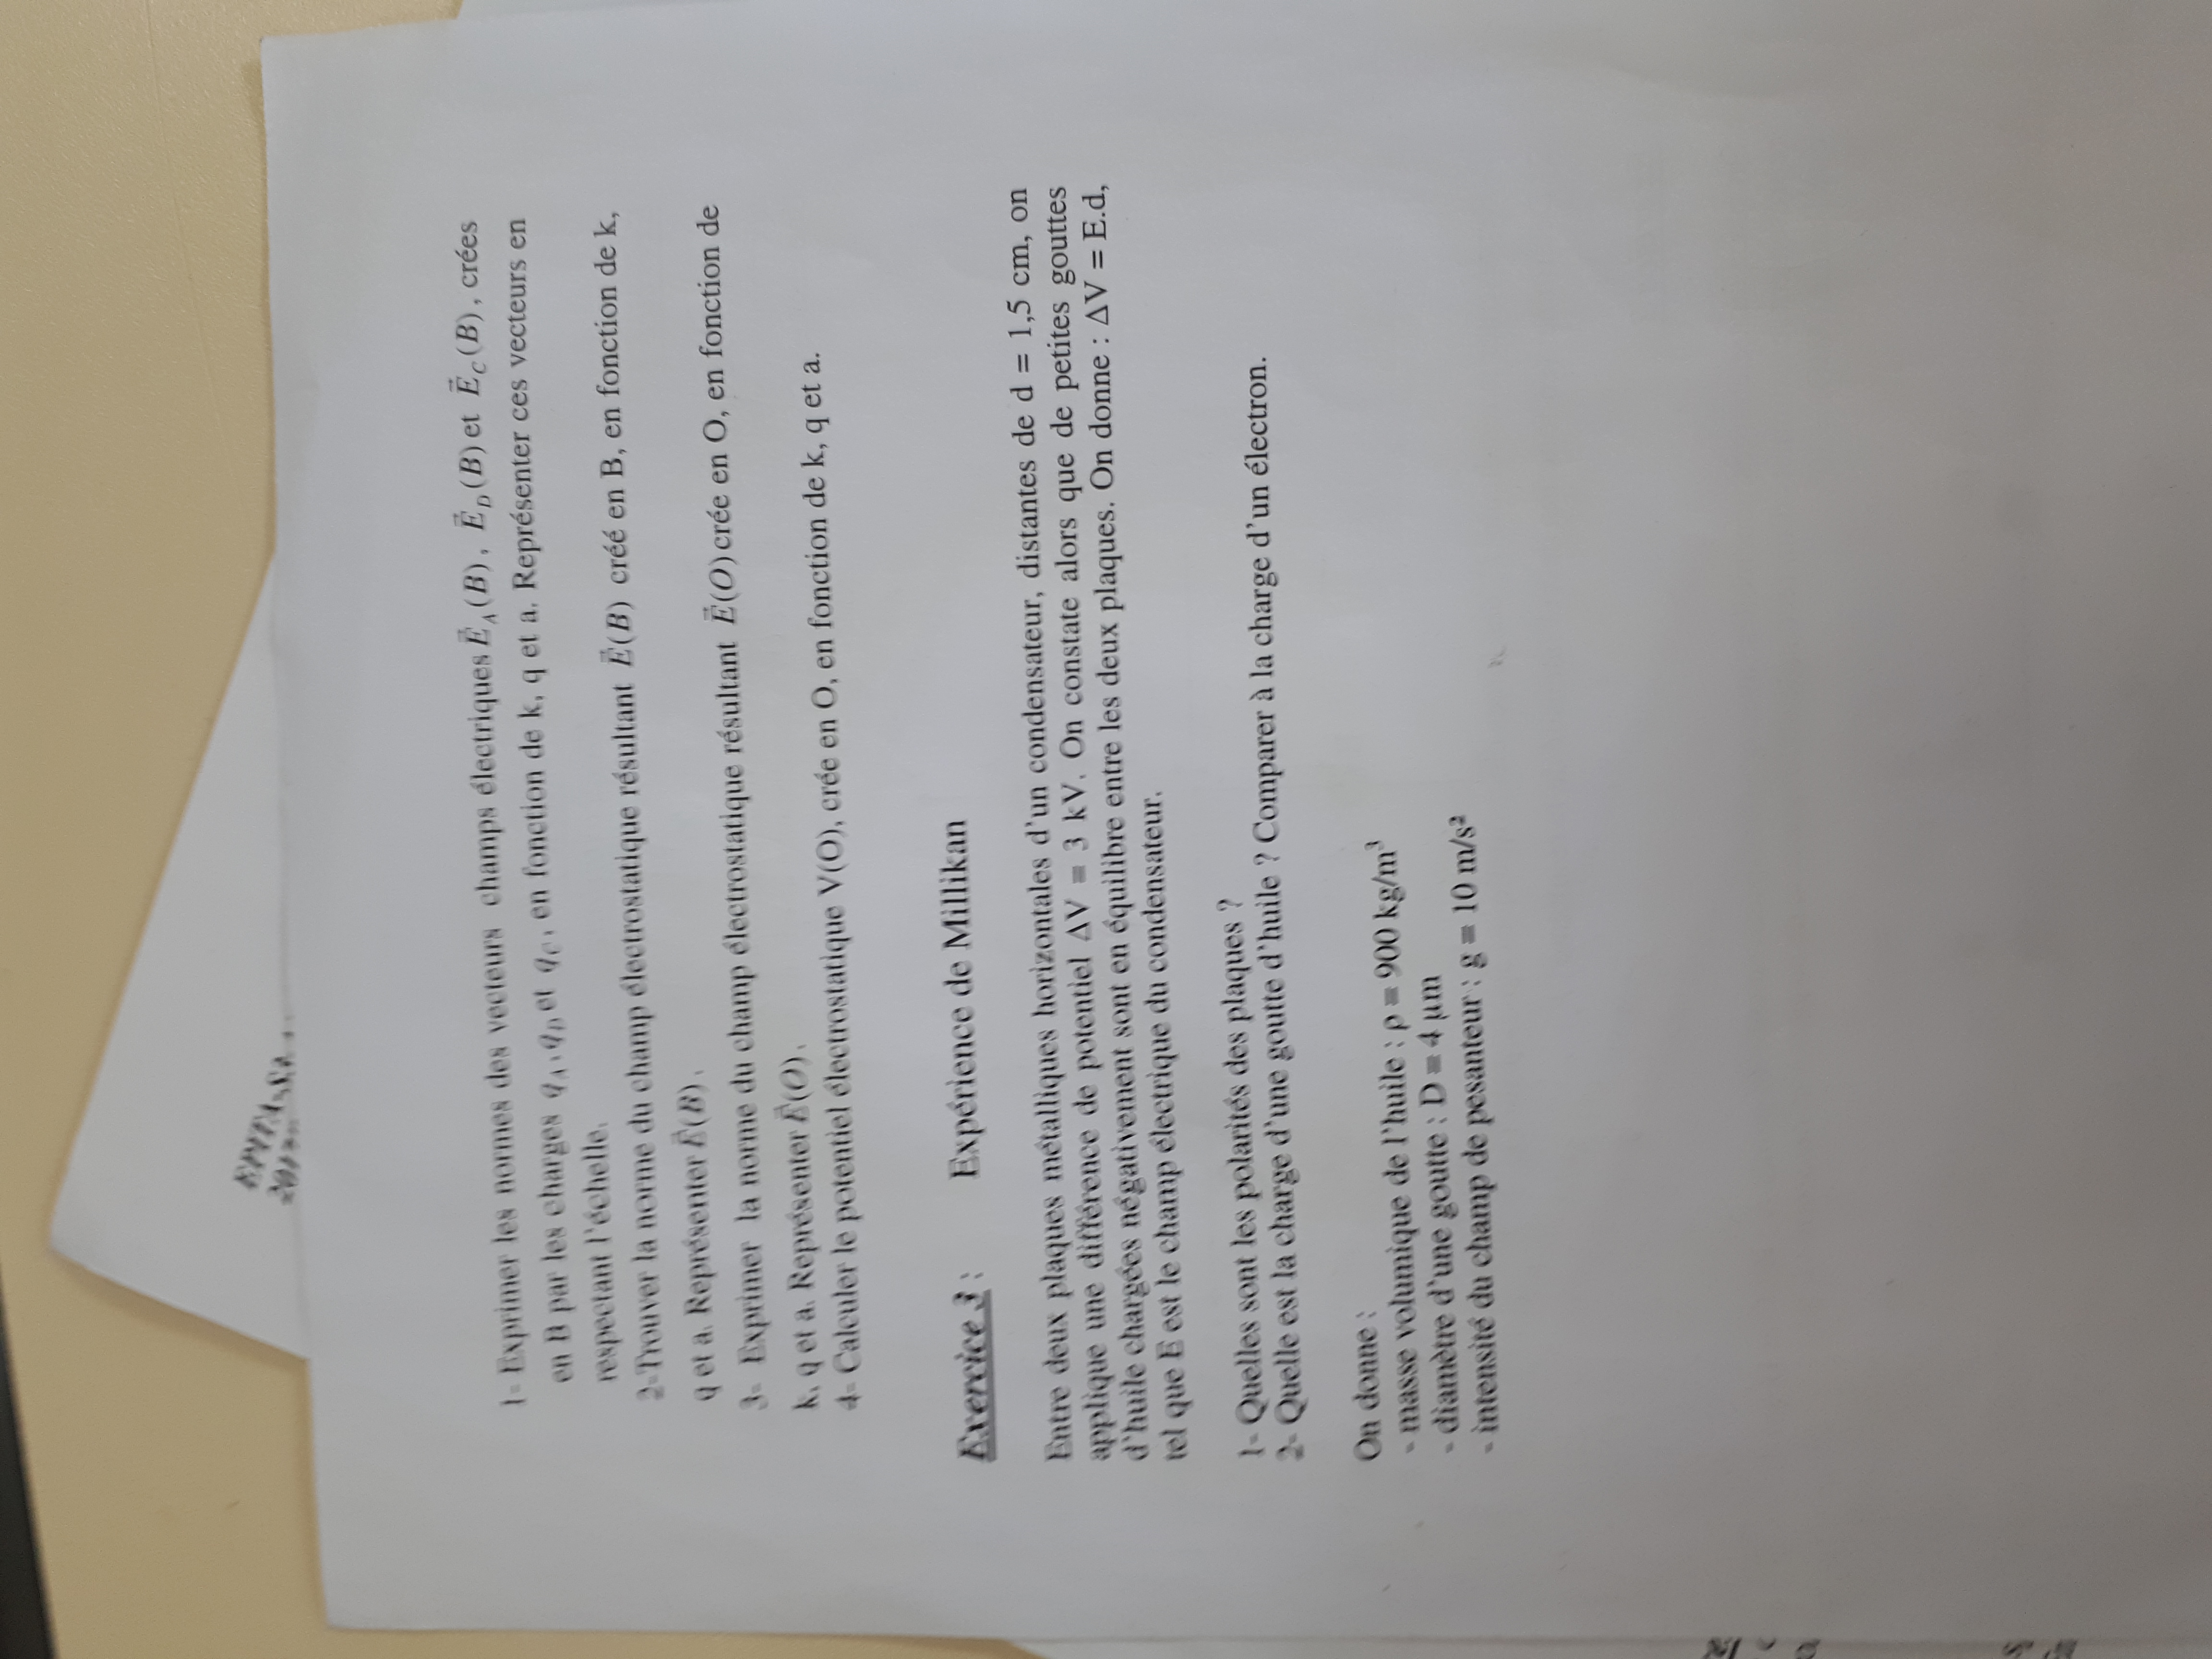 1- Exprimer les normes des vecteurs champs électriques $\vec{E}_A(B)$, $\vec{E}_D(B)$ et $\vec{E}_C(B)$, crées
en B par les charges $q_A$, $q_D$ et $q_C$, en fonction de k, q et a. Représenter ces vecteurs en
respectant l'échelle.
2-Trouver la norme du champ électrostatique résultant $\vec{E}(B)$ créé en B, en fonction de k,
q et a. Représenter $\vec{E}(B)$.
3- Exprimer la norme du champ électrostatique résultant $\vec{E}(O)$ crée en O, en fonction de
k, q et a. Représenter $\vec{E}(O)$.
4- Calculer le potentiel électrostatique V(O), crée en O, en fonction de k, q et a.
Exercice 3 : Expérience de Millikan
Entre deux plaques métalliques horizontales d'un condensateur, distantes de d = 1,5 cm, on
applique une différence de potentiel ΔV = 3 kV. On constate alors que de petites gouttes
d'huile chargées négativement sont en équilibre entre les deux plaques. On donne : ΔV = E.d,
tel que E est le champ électrique du condensateur.
1- Quelles sont les polarités des plaques ?
2- Quelle est la charge d'une goutte d'huile ? Comparer à la charge d'un électron.
On donne :
- masse volumique de l'huile : ρ = 900 kg/m³
- diamètre d'une goutte : D = 4 μm
- intensité du champ de pesanteur : g = 10 m/s²